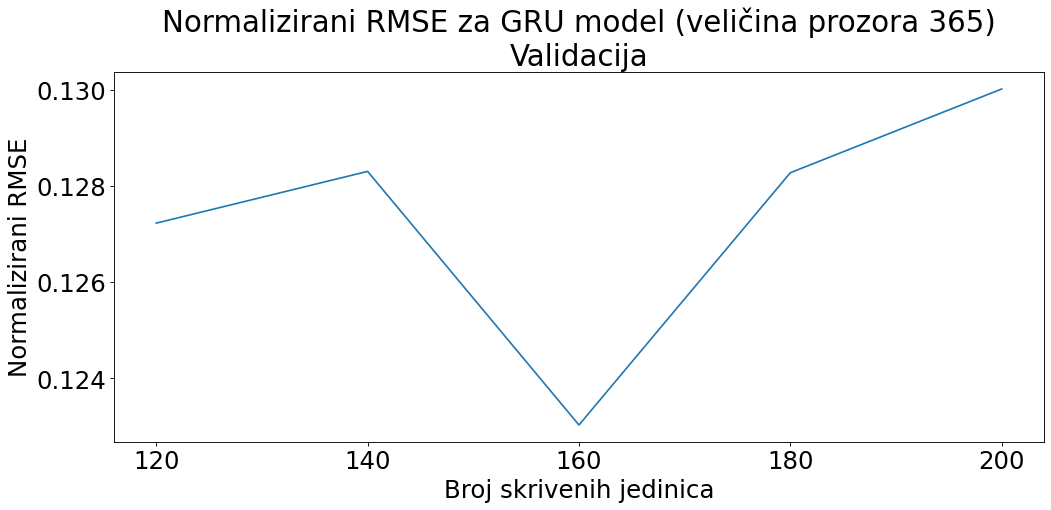 Normalizirani RMSE za GRU model (veličina prozora 365)
Validacija
Normalizirani RMSE
0.130
0.128
0.126
0.124
120 140 160 180 200
Broj skrivenih jedinica